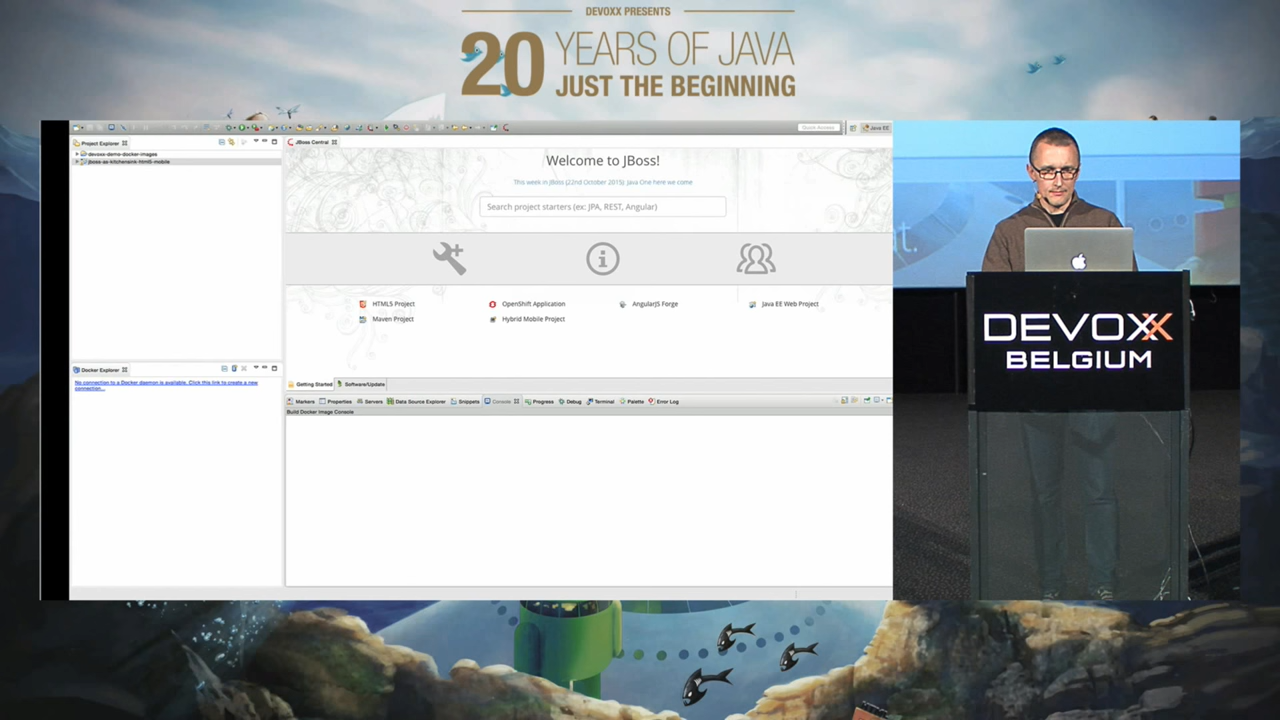 DEVOXX PRESENTS
20 YEARS OF JAVA
JUST THE BEGINNING
Quick Access
Java EE
Project Explorer
devoxx-demo-docker-images
jboss-as-kitchensink-html5-mobile
JBoss Central
Welcome to JBoss!
This week in JBoss (22nd October 2015): Java One here we come
Search project starters (ex: JPA, REST, Angular)
HTML5 Project
OpenShift Application
AngularJS Forge
Java EE Web Project
Maven Project
Hybrid Mobile Project
Docker Explorer
No connection to a Docker daemon is available. Click this link to create a new
connection...
Getting Started
Software/Update
Markers
Properties
Servers
Data Source Explorer
Snippets
Console
Progress
Debug
Terminal
Palette
Error Log
Build Docker Image Console
DEVOXX
BELGIUM